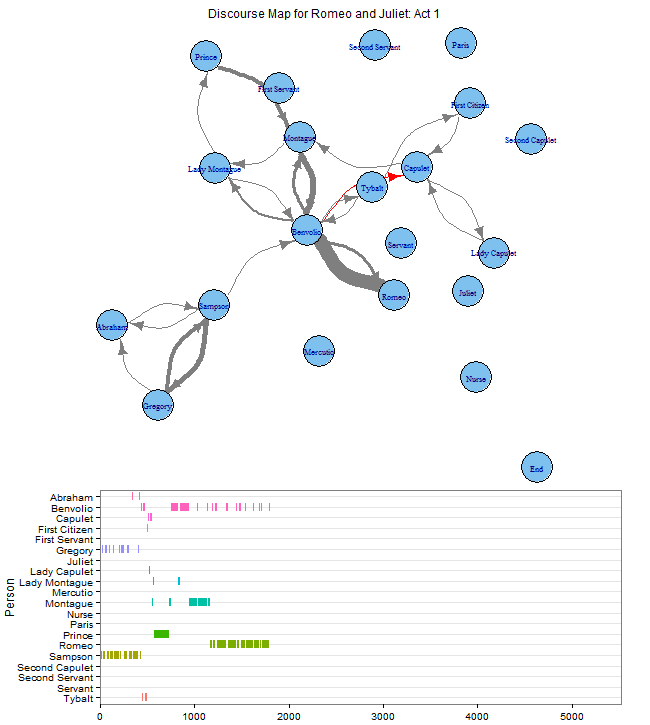 Discourse Map for Romeo and Juliet: Act 1
Second Servant
Paris
Prince
First Servant
First Citizen
Montague
Second Capulet
Lady Montague
Capulet
Tybalt
Benvolio
Servant
Lady Capulet
Romeo
Juliet
Sampson
Abraham
Mercutio
Nurse
Gregory
End
Person
Abraham
Benvolio
Capulet
First Citizen
First Servant
Gregory
Juliet
Lady Capulet
Lady Montague
Mercutio
Montague
Nurse
Paris
Prince
Romeo
Sampson
Second Capulet
Second Servant
Servant
Tybalt
0 1000 2000 3000 4000 5000